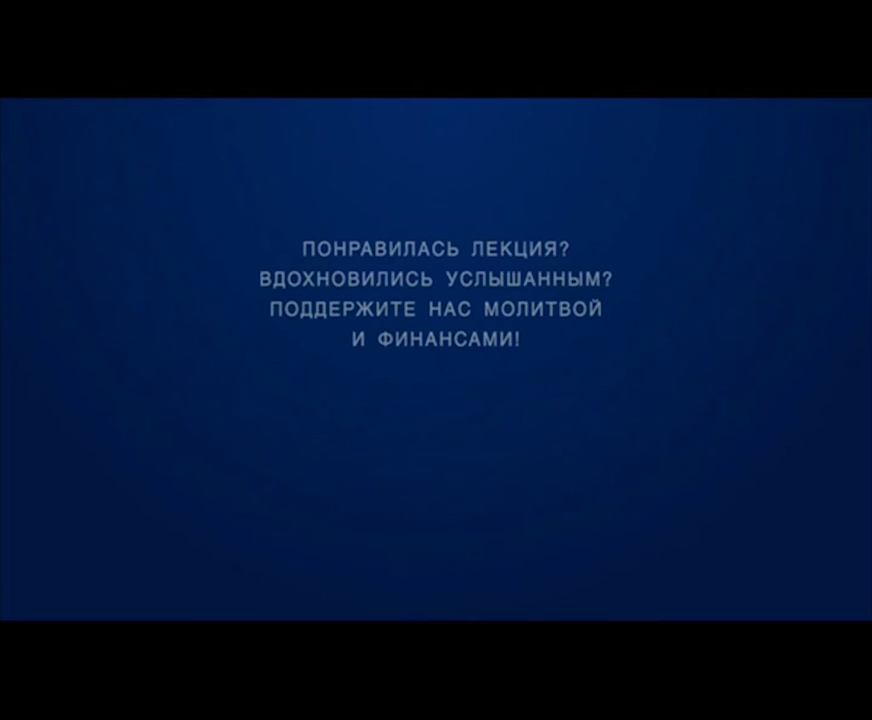 ПОНРАВИЛАСЬ ЛЕКЦИЯ?
ВДОХНОВИЛИСЬ УСЛЫШАННЫМ?
ПОДДЕРЖИТЕ НАС МОЛИТВОЙ
И ФИНАНСАМИ!